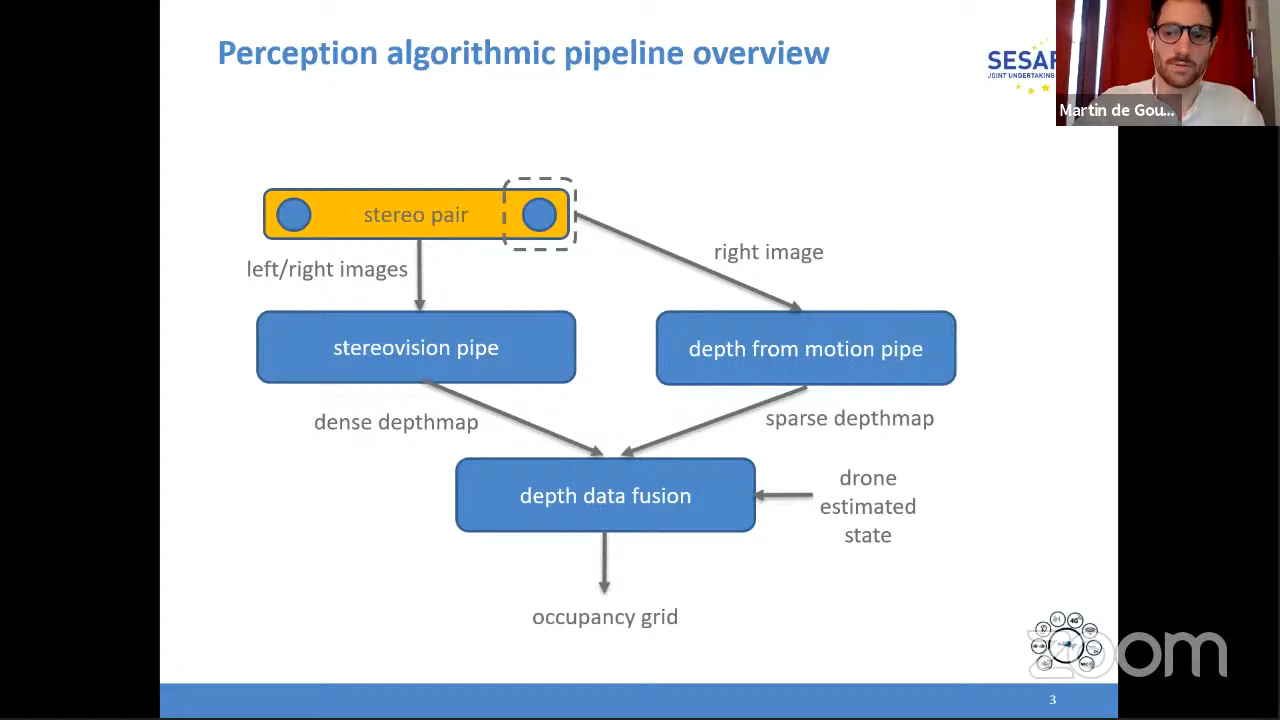 Perception algorithmic pipeline overview
SESAR
JOINT UNDERTAKING
Martin de Gou...
stereo pair
left/right images
right image
stereovision pipe
depth from motion pipe
dense depthmap
sparse depthmap
depth data fusion
drone
estimated
state
occupancy grid
4G
zoom
3